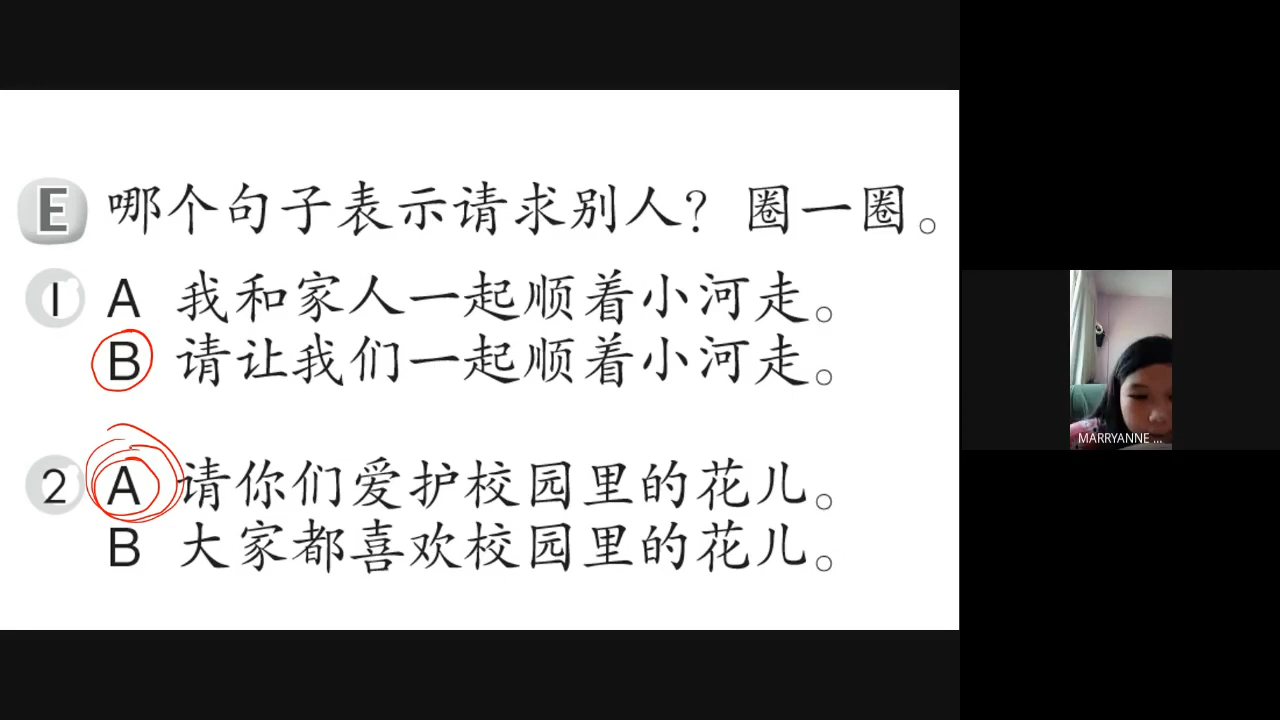 E 哪个句子表示请求别人？圈一圈。
1 A 我和家人一起顺着小河走。
B 请让我们一起顺着小河走。
2 A 请你们爱护校园里的花儿。
B 大家都喜欢校园里的花儿。
MARRYANNE ...